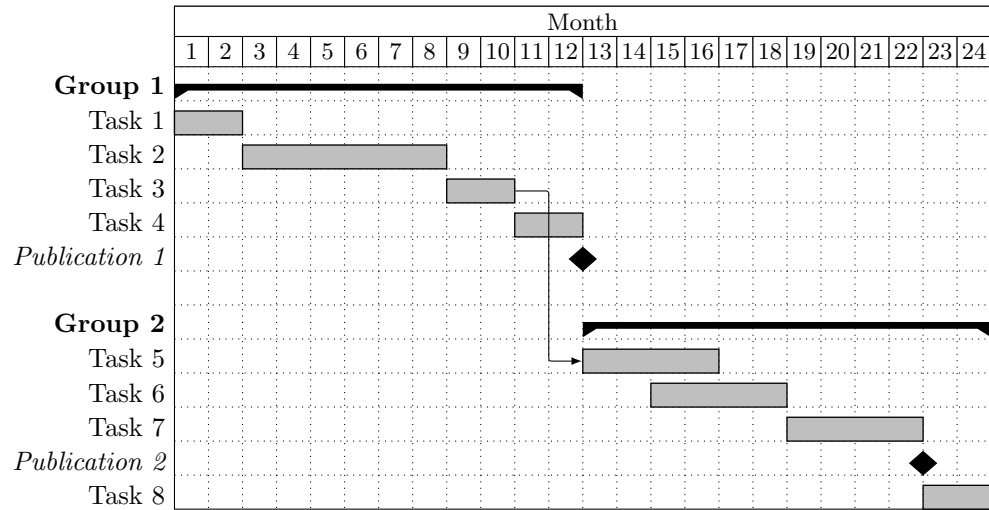 Month
1 2 3 4 5 6 7 8 9 10 11 12 13 14 15 16 17 18 19 20 21 22 23 24
Group 1
Task 1
Task 2
Task 3
Task 4
Publication 1
Group 2
Task 5
Task 6
Task 7
Publication 2
Task 8